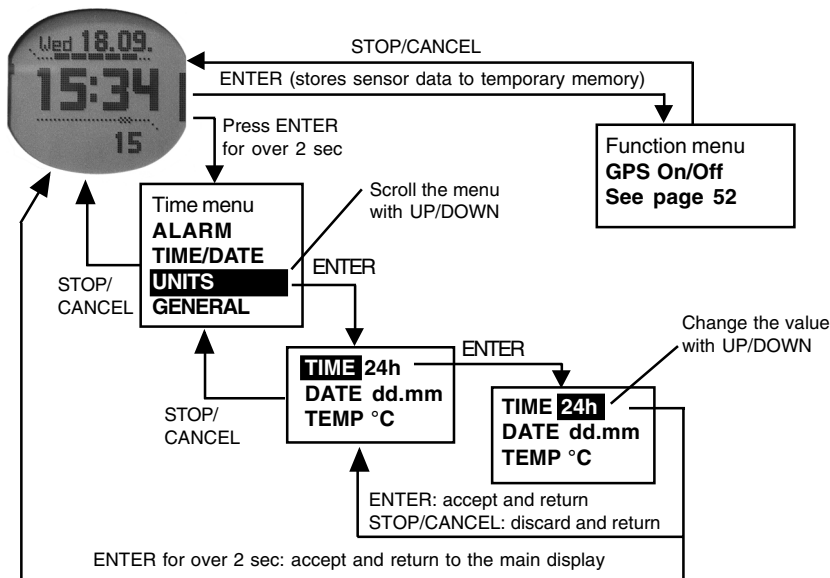 Wed 18.09.
15:34
15
STOP/CANCEL
ENTER (stores sensor data to temporary memory)
Press ENTER
for over 2 sec
Function menu
GPS On/Off
See page 52
Time menu
ALARM
TIME/DATE
UNITS
GENERAL
Scroll the menu
with UP/DOWN
STOP/
CANCEL
ENTER
TIME 24h
DATE dd.mm
TEMP °C
STOP/
CANCEL
ENTER
Change the value
with UP/DOWN
TIME 24h
DATE dd.mm
TEMP °C
ENTER: accept and return
STOP/CANCEL: discard and return
ENTER for over 2 sec: accept and return to the main display